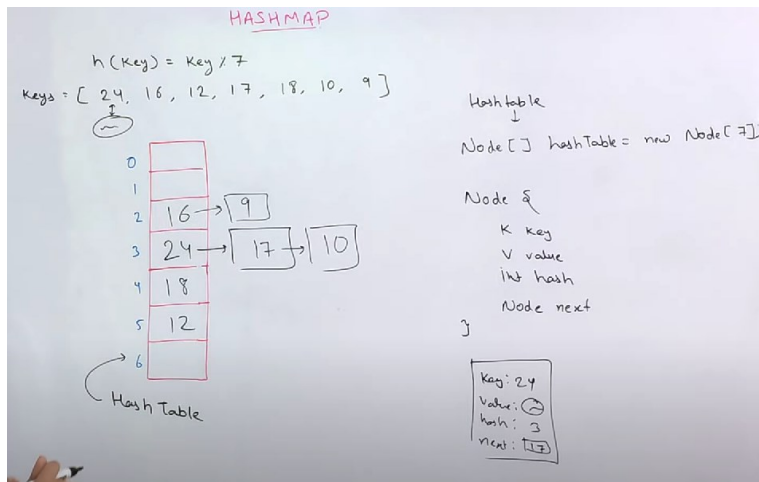 HASHMAP
h(key) = key % 7
Keys = [ 24, 16, 12, 17, 18, 10, 9 ]
0
1
2 16 → 9
3 24 → 17 → 10
4 18
5 12
6
Hash Table
Hashtable
↓
Node[] hashTable = new Node[7];
Node {
K key
V value
int hash
Node next
}
Key: 24
Value: ~
hash: 3
next: 17